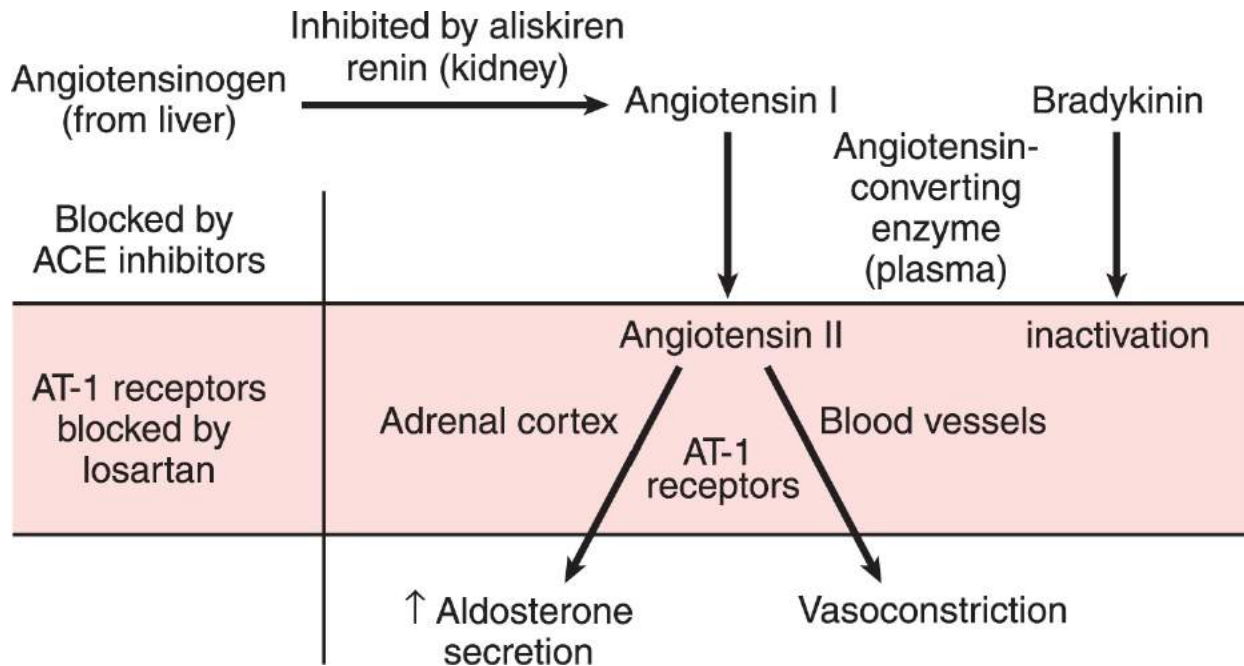 Inhibited by aliskiren
renin (kidney)
Angiotensinogen
(from liver)
Angiotensin I
Bradykinin
Angiotensin-
converting
enzyme
(plasma)
Blocked by
ACE inhibitors
Angiotensin II
inactivation
AT-1 receptors
blocked by
losartan
Adrenal cortex
AT-1
receptors
Blood vessels
↑ Aldosterone
secretion
Vasoconstriction